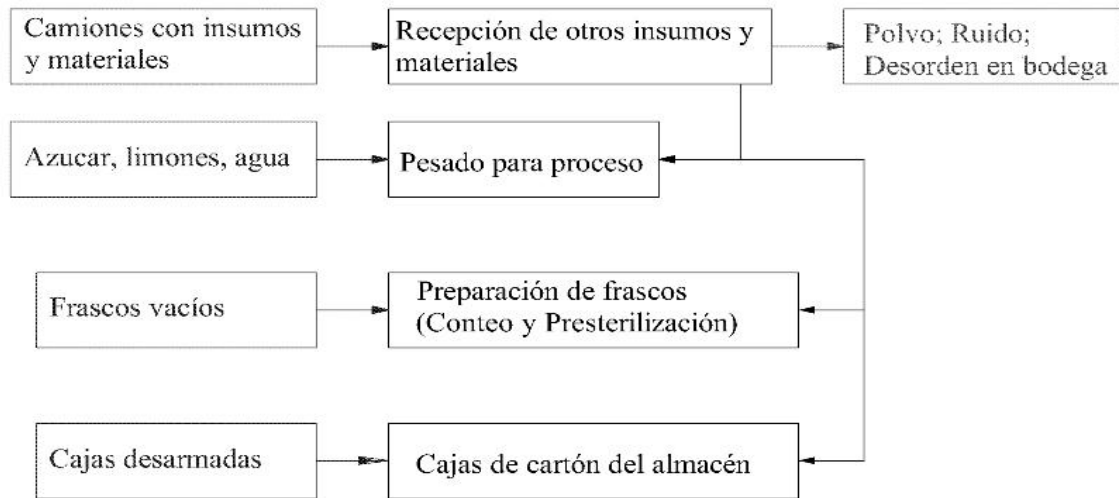 Camiones con insumos
y materiales
Recepción de otros insumos y
materiales
Polvo; Ruido;
Desorden en bodega
Azucar, limones, agua
Pesado para proceso
Frascos vacíos
Preparación de frascos
(Conteo y Presterilización)
Cajas desarmadas
Cajas de cartón del almacén